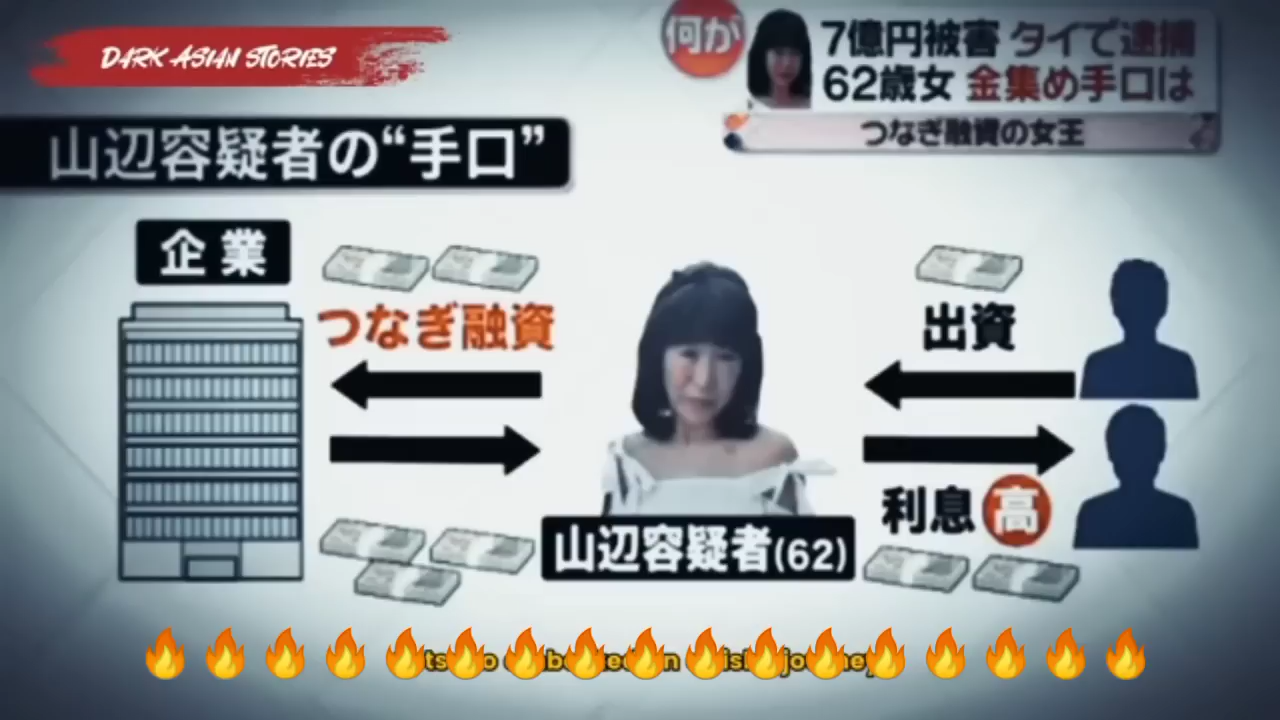 DARK ASIAN STORIES
何が
7億円被害 タイで逮捕
62歳女 金集め手口は
つなぎ融資の女王
山辺容疑者の“手口”
企業
つなぎ融資
出資
利息高
山辺容疑者(62)